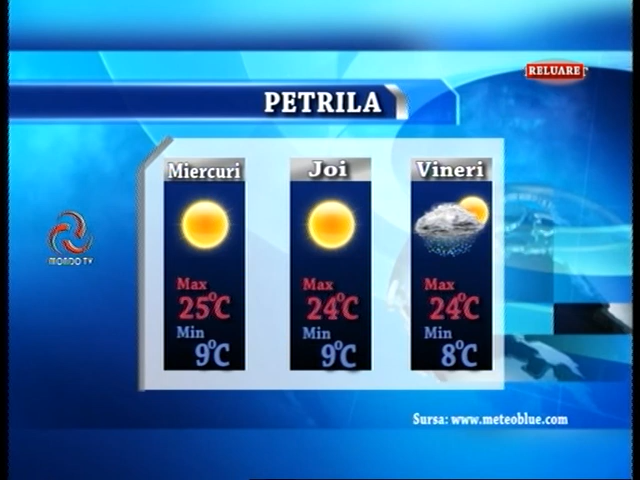 RELUARE
PETRILA
Miercuri
Joi
Vineri
Max
25°C
Min
9°C
Max
24°C
Min
9°C
Max
24°C
Min
8°C
MONDO TV
Sursa: www.meteoblue.com